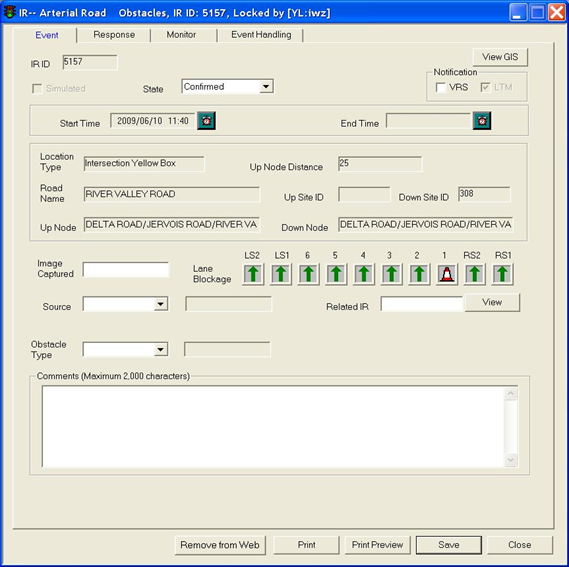 IR-- Arterial Road    Obstacles, IR ID: 5157, Locked by [YL:iwz]
Event Response Monitor Event Handling
View GIS
IR ID 5157
Notification
Simulated State Confirmed VRS LTM
Start Time 2009/06/10 11:40 End Time
Location Type Intersection Yellow Box Up Node Distance 25
Road Name RIVER VALLEY ROAD Up Site ID Down Site ID 308
Up Node DELTA ROAD/JERVOIS ROAD/RIVER VA Down Node DELTA ROAD/JERVOIS ROAD/RIVER VA
LS2 LS1 6 5 4 3 2 1 RS2 RS1
Image Captured Lane Blockage
Source Related IR View
Obstacle Type
Comments (Maximum 2,000 characters)
Remove from Web Print Print Preview Save Close